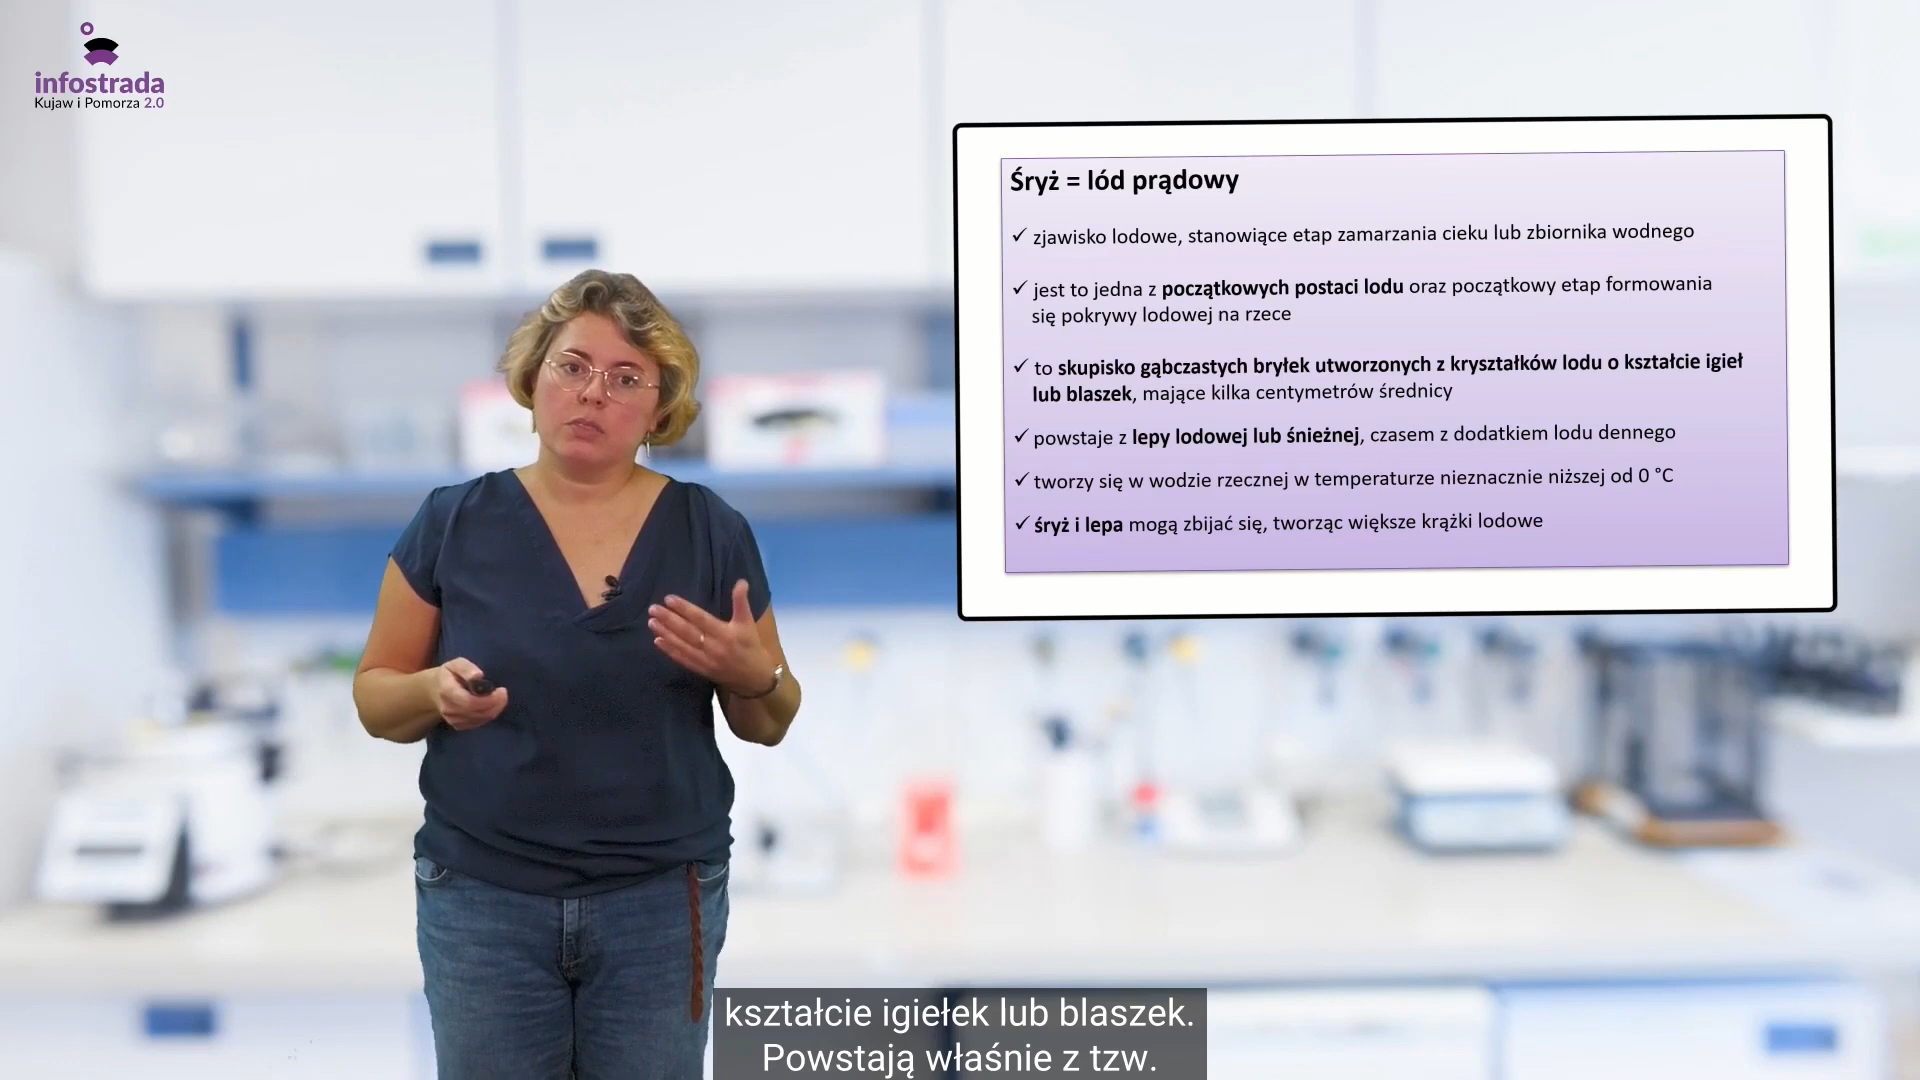 infostrada
Kujaw i Pomorza 2.0
Śryż = lód prądowy
✓ zjawisko lodowe, stanowiące etap zamarzania cieku lub zbiornika wodnego
✓ jest to jedna z początkowych postaci lodu oraz początkowy etap formowania
się pokrywy lodowej na rzece
✓ to skupisko gąbczastych bryłek utworzonych z kryształków lodu o kształcie igieł
lub blaszek, mające kilka centymetrów średnicy
✓ powstaje z lepy lodowej lub śnieżnej, czasem z dodatkiem lodu dennego
✓ tworzy się w wodzie rzecznej w temperaturze nieznacznie niższej od 0 °C
✓ śryż i lepa mogą zbijać się, tworząc większe krążki lodowe
kształcie igiełek lub blaszek.
Powstają właśnie z tzw.